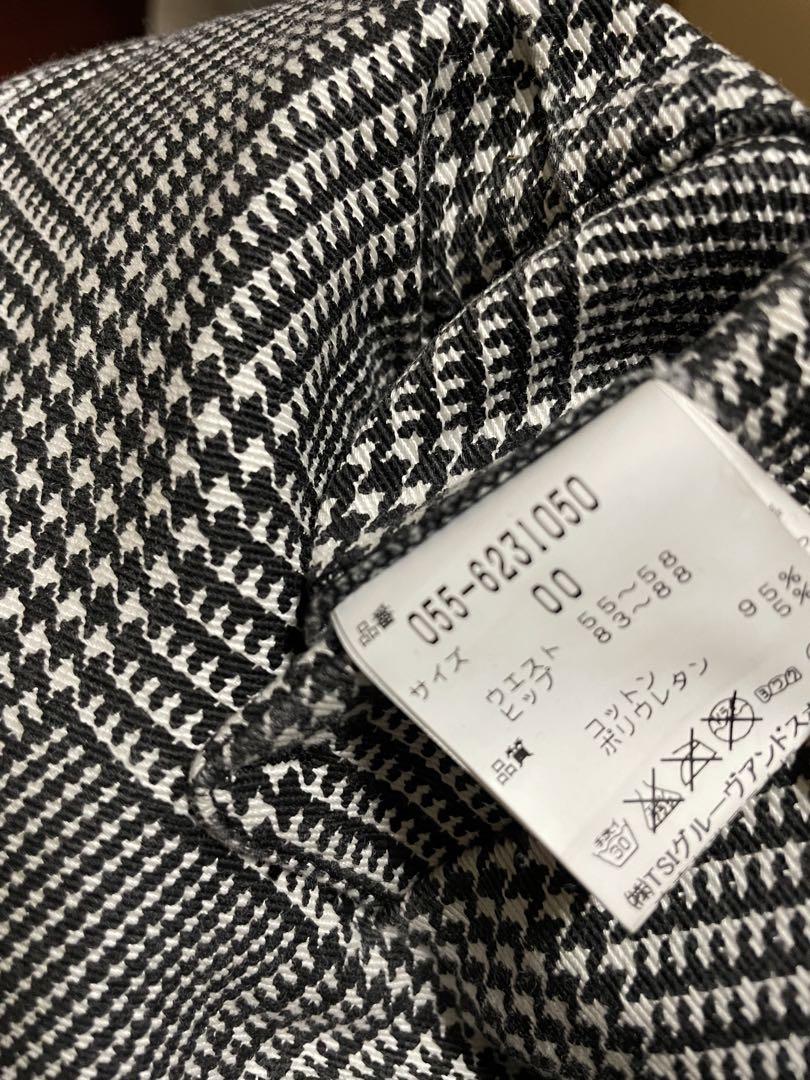 品番 055-6231050
サイズ 00
ウエスト 55～58
ヒップ 83～88
品質 コットン 95%
ポリウレタン 5%
30
㈱TSIグルーヴアンドスポ